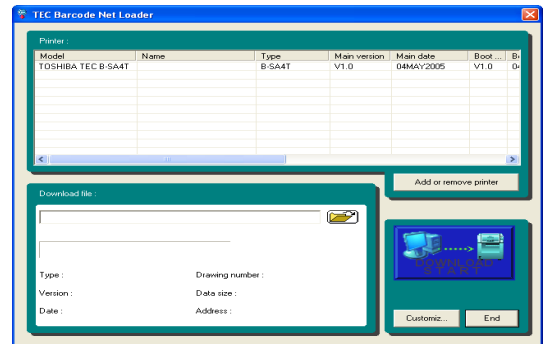 TEC Barcode Net Loader
Printer :
Model Name Type Main version Main date Boot ...
TOSHIBA TEC B-SA4T B-SA4T V1.0 04MAY2005 V1.0
Add or remove printer
Download file :
DOWNLOAD
START
Type : Drawing number :
Version : Data size :
Date : Address :
Customiz... End